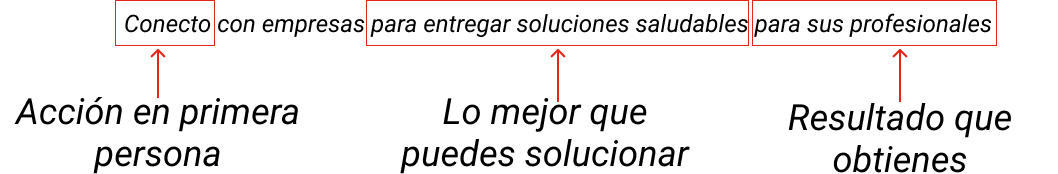 Conecto con empresas para entregar soluciones saludables para sus profesionales
Acción en primera
persona
Lo mejor que
puedes solucionar
Resultado que
obtienes